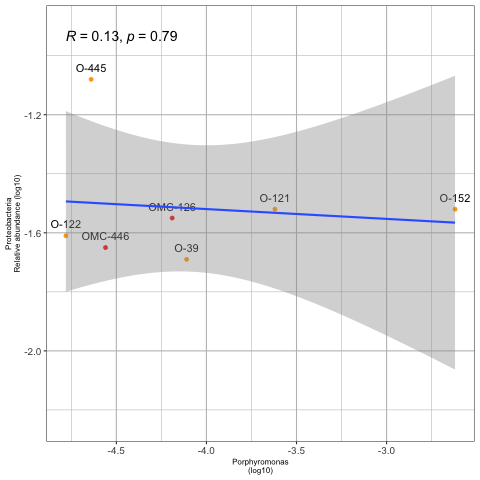 R = 0.13, p = 0.79
O-445
-1.2
OMC-126
O-121
O-152
O-122
OMC-446
-1.6
O-39
-2.0
Proteobacteria
Relative abundance (log10)
-4.5 -4.0 -3.5 -3.0
Porphyromonas
(log10)